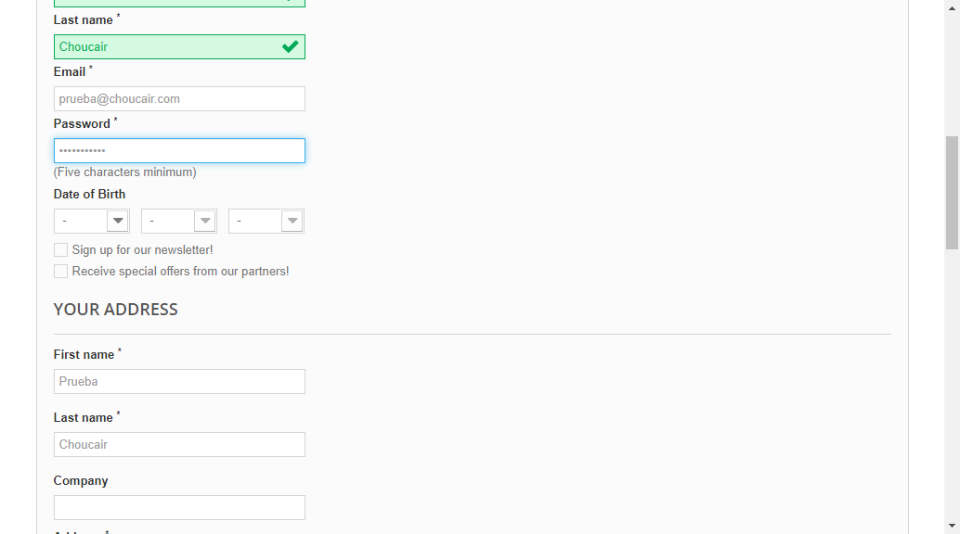 Last name *
Choucair
Email *
prueba@choucair.com
Password *
•••••••••••
(Five characters minimum)
Date of Birth
- - -
Sign up for our newsletter!
Receive special offers from our partners!
YOUR ADDRESS
First name *
Prueba
Last name *
Choucair
Company